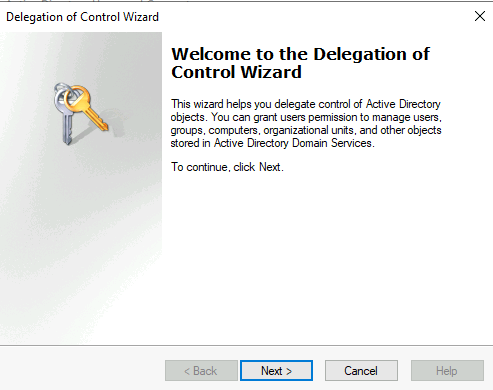 Delegation of Control Wizard
Welcome to the Delegation of
Control Wizard
This wizard helps you delegate control of Active Directory
objects. You can grant users permission to manage users,
groups, computers, organizational units, and other objects
stored in Active Directory Domain Services.
To continue, click Next.
< Back
Next >
Cancel
Help